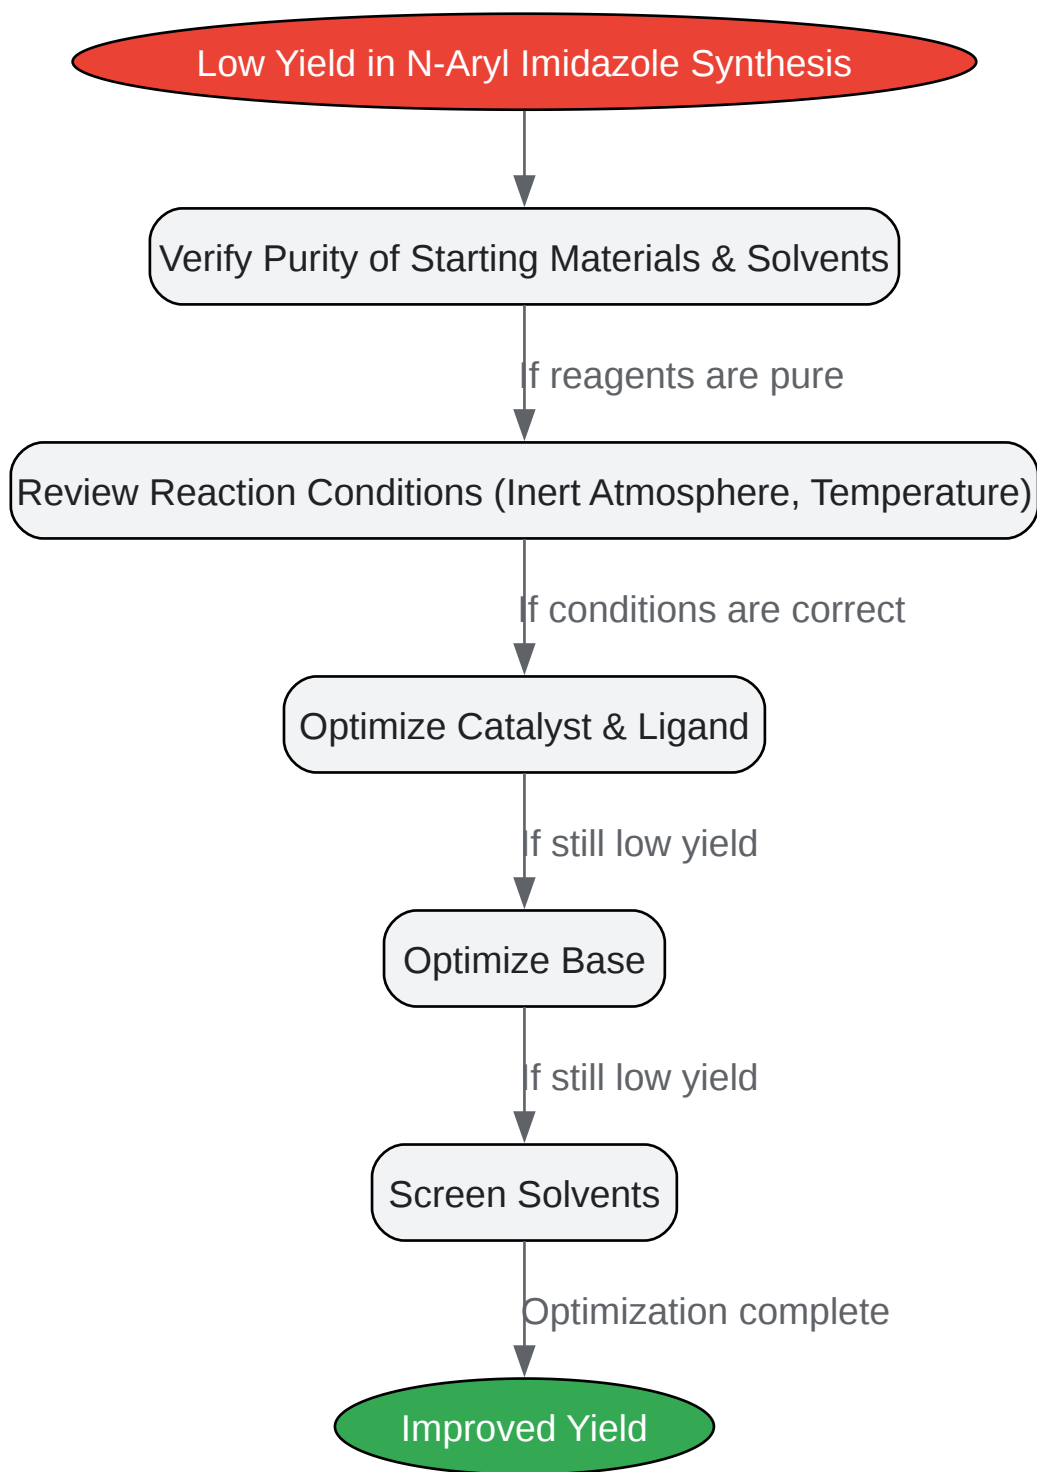 Low Yield in N-Aryl Imidazole Synthesis
Verify Purity of Starting Materials & Solvents
If reagents are pure
Review Reaction Conditions (Inert Atmosphere, Temperature)
If conditions are correct
Optimize Catalyst & Ligand
If still low yield
Optimize Base
If still low yield
Screen Solvents
Optimization complete
Improved Yield